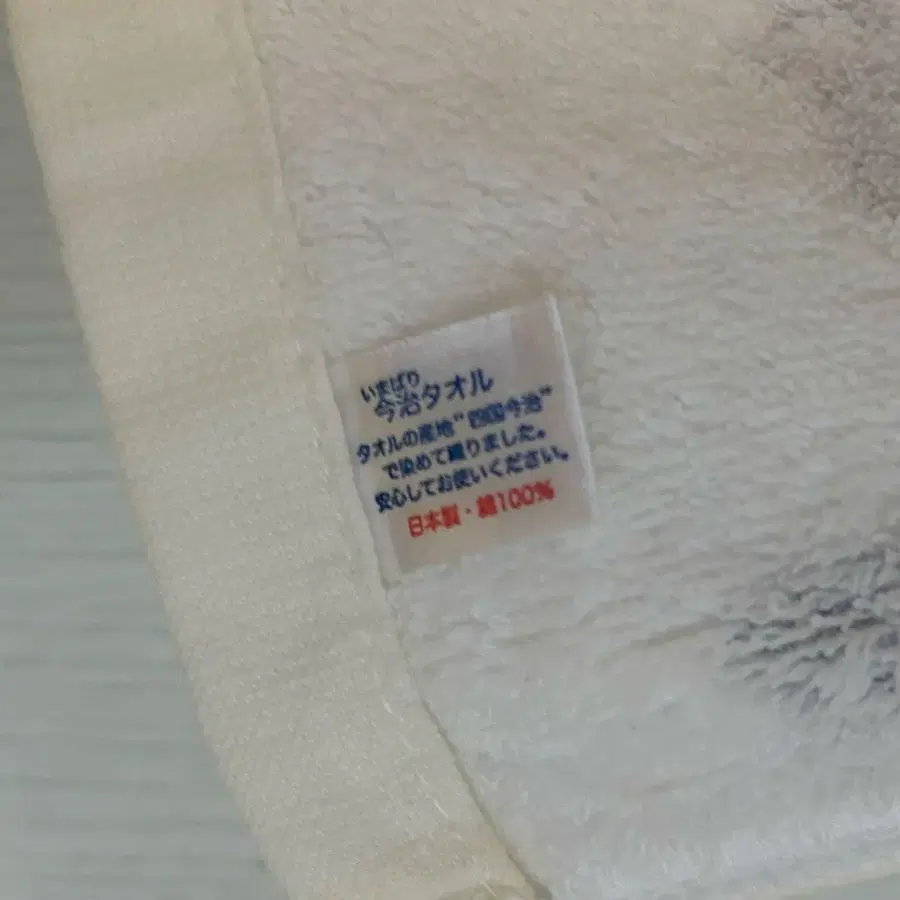 いまばり
今治タオル
タオルの産地"四国今治"
で染めて織りました。
安心してお使いください。
日本製・綿100%